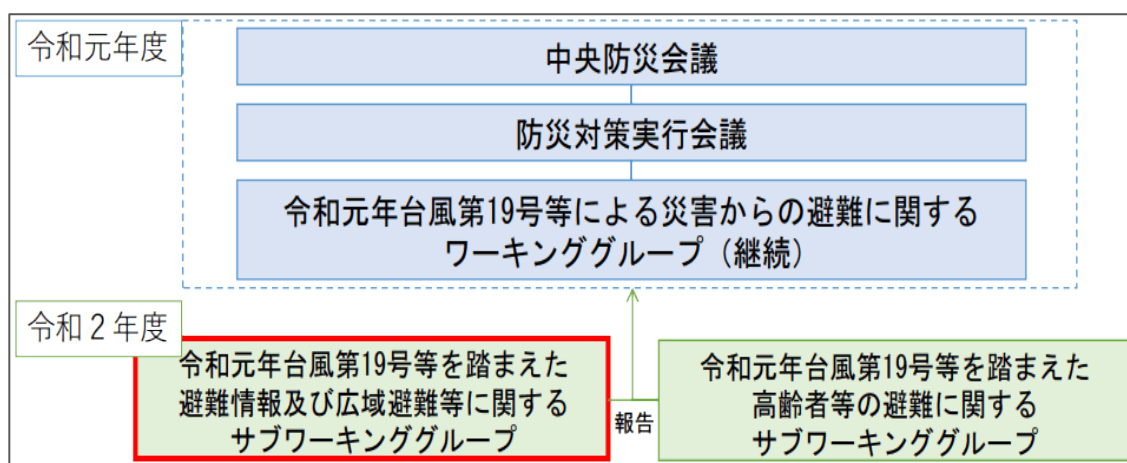 令和元年度
中央防災会議
防災対策実行会議
令和元年台風第19号等による災害からの避難に関する
ワーキンググループ（継続）
令和２年度
令和元年台風第19号等を踏まえた
避難情報及び広域避難等に関する
サブワーキンググループ
報告
令和元年台風第19号等を踏まえた
高齢者等の避難に関する
サブワーキンググループ